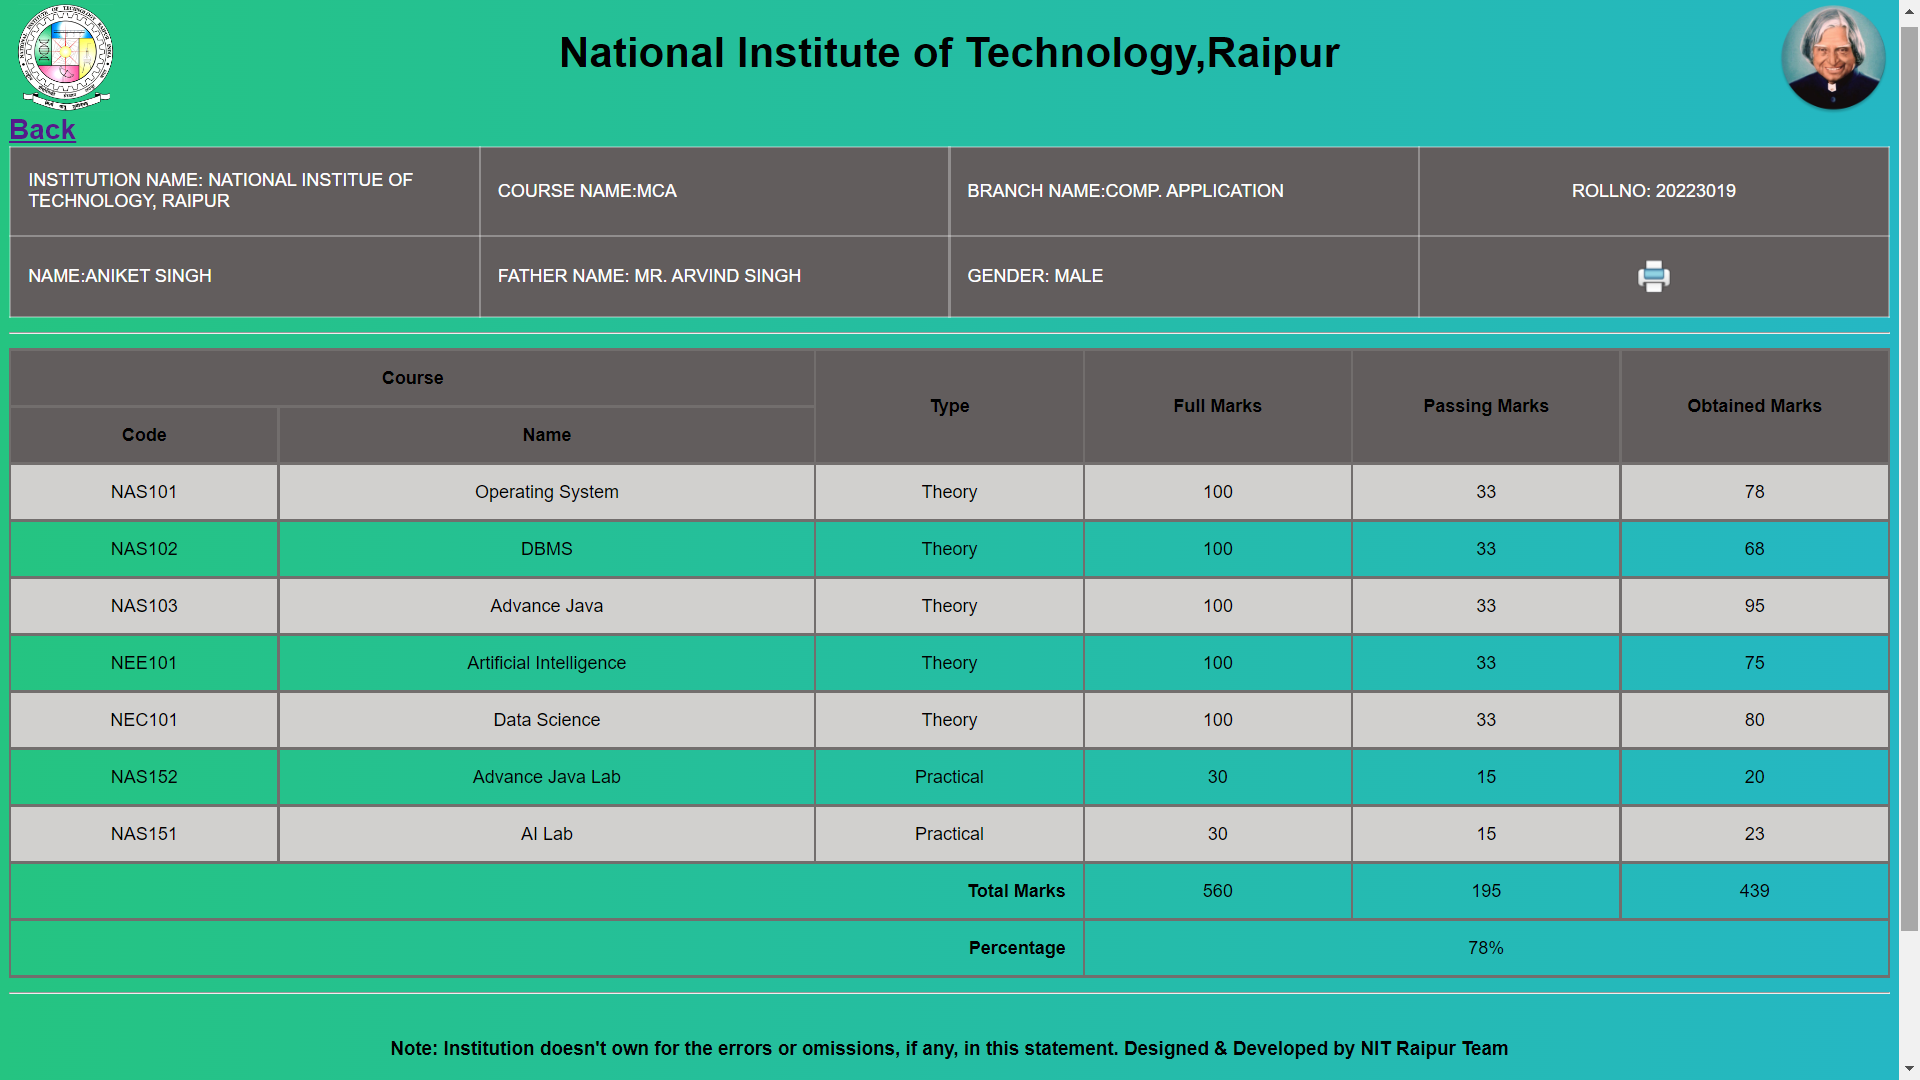 National Institute of Technology,Raipur
Back
INSTITUTION NAME: NATIONAL INSTITUE OF
TECHNOLOGY, RAIPUR
COURSE NAME:MCA
BRANCH NAME:COMP. APPLICATION
ROLLNO: 20223019
NAME:ANIKET SINGH
FATHER NAME: MR. ARVIND SINGH
GENDER: MALE
Course
Type
Full Marks
Passing Marks
Obtained Marks
Code
Name
NAS101 Operating System Theory 100 33 78
NAS102 DBMS Theory 100 33 68
NAS103 Advance Java Theory 100 33 95
NEE101 Artificial Intelligence Theory 100 33 75
NEC101 Data Science Theory 100 33 80
NAS152 Advance Java Lab Practical 30 15 20
NAS151 AI Lab Practical 30 15 23
Total Marks 560 195 439
Percentage 78%
Note: Institution doesn't own for the errors or omissions, if any, in this statement. Designed & Developed by NIT Raipur Team